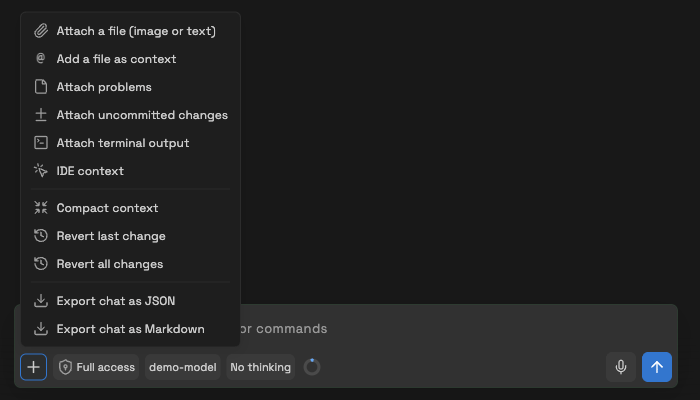 Attach a file (image or text)
@ Add a file as context
Attach problems
Attach uncommitted changes
Attach terminal output
IDE context
Compact context
Revert last change
Revert all changes
Export chat as JSON
Export chat as Markdown
or commands
Full access demo-model No thinking